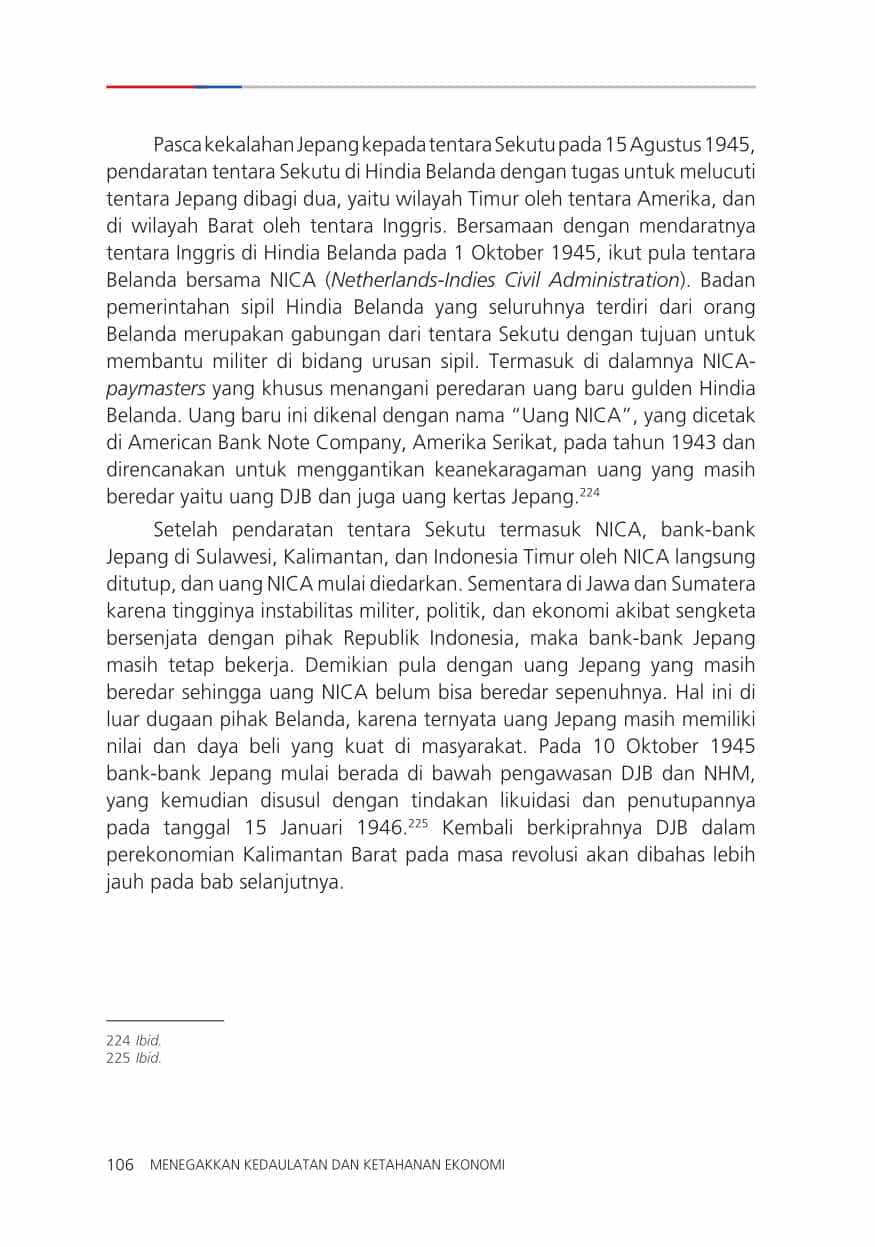 Pasca kekalahan Jepang kepada tentara Sekutu pada 15 Agustus 1945,
pendaratan tentara Sekutu di Hindia Belanda dengan tugas untuk melucuti
tentara Jepang dibagi dua, yaitu wilayah Timur oleh tentara Amerika, dan
di wilayah Barat oleh tentara Inggris. Bersamaan dengan mendaratnya
tentara Inggris di Hindia Belanda pada 1 Oktober 1945, ikut pula tentara
Belanda bersama NICA (Netherlands-Indies Civil Administration). Badan
pemerintahan sipil Hindia Belanda yang seluruhnya terdiri dari orang
Belanda merupakan gabungan dari tentara Sekutu dengan tujuan untuk
membantu militer di bidang urusan sipil. Termasuk di dalamnya NICA-
paymasters yang khusus menangani peredaran uang baru gulden Hindia
Belanda. Uang baru ini dikenal dengan nama “Uang NICA”, yang dicetak
di American Bank Note Company, Amerika Serikat, pada tahun 1943 dan
direncanakan untuk menggantikan keanekaragaman uang yang masih
beredar yaitu uang DJB dan juga uang kertas Jepang.224
Setelah pendaratan tentara Sekutu termasuk NICA, bank-bank
Jepang di Sulawesi, Kalimantan, dan Indonesia Timur oleh NICA langsung
ditutup, dan uang NICA mulai diedarkan. Sementara di Jawa dan Sumatera
karena tingginya instabilitas militer, politik, dan ekonomi akibat sengketa
bersenjata dengan pihak Republik Indonesia, maka bank-bank Jepang
masih tetap bekerja. Demikian pula dengan uang Jepang yang masih
beredar sehingga uang NICA belum bisa beredar sepenuhnya. Hal ini di
luar dugaan pihak Belanda, karena ternyata uang Jepang masih memiliki
nilai dan daya beli yang kuat di masyarakat. Pada 10 Oktober 1945
bank-bank Jepang mulai berada di bawah pengawasan DJB dan NHM,
yang kemudian disusul dengan tindakan likuidasi dan penutupannya
pada tanggal 15 Januari 1946.225 Kembali berkiprahnya DJB dalam
perekonomian Kalimantan Barat pada masa revolusi akan dibahas lebih
jauh pada bab selanjutnya.
224 Ibid.
225 Ibid.
106 MENEGAKKAN KEDAULATAN DAN KETAHANAN EKONOMI